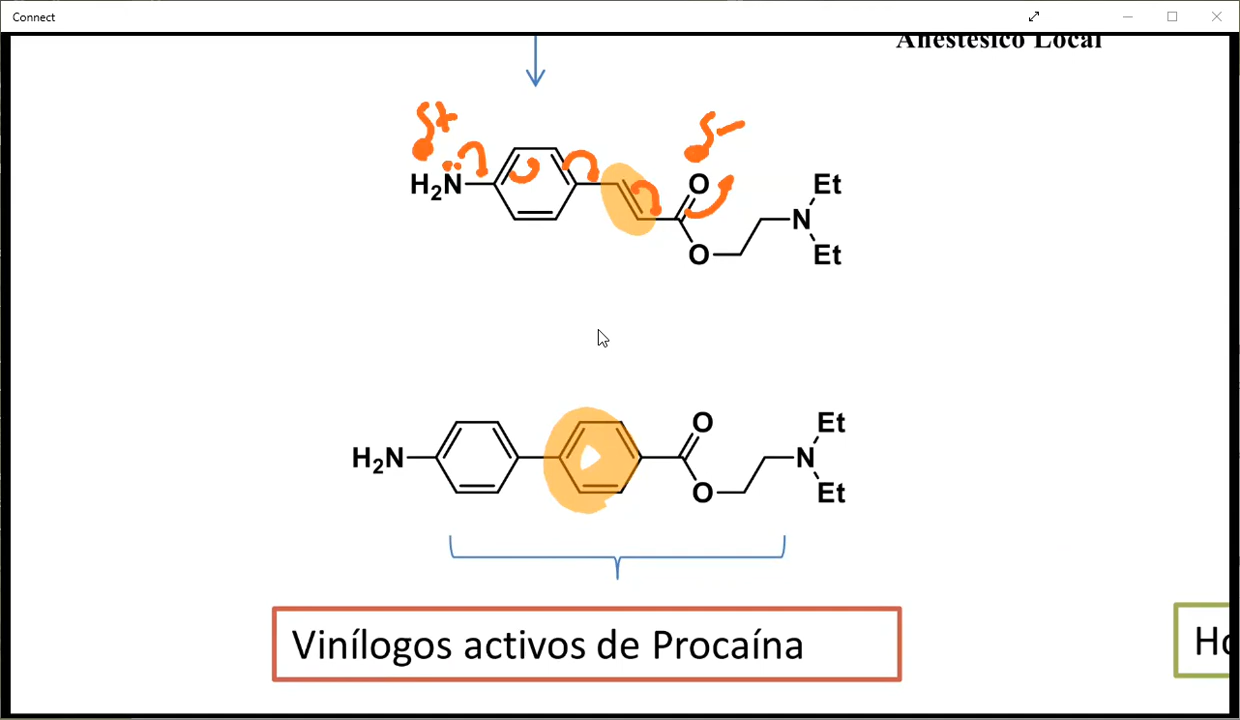 Connect
Anestésico Local
δ+
δ-
H₂N
O
O
N
Et
Et
H₂N
O
O
N
Et
Et
Vinílogos activos de Procaína